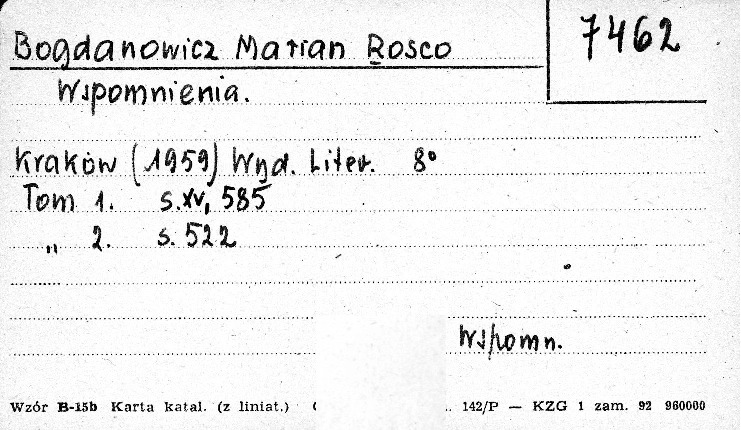 Bogdanowicz Marian Rosco
7462
Wspomnienia.
Kraków (1959) Wyd. Liter. 8°
Tom 1. s. XV, 585
„ 2. s. 522
Wspomn.
Wzór B-15b Karta katal. (z liniat.) 142/P — KZG 1 zam. 92 960000